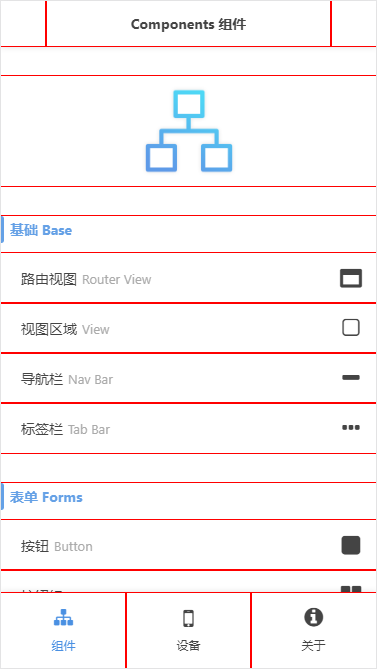 Components 组件
基础 Base
路由视图 Router View
视图区域 View
导航栏 Nav Bar
标签栏 Tab Bar
表单 Forms
按钮 Button
组件
设备
关于